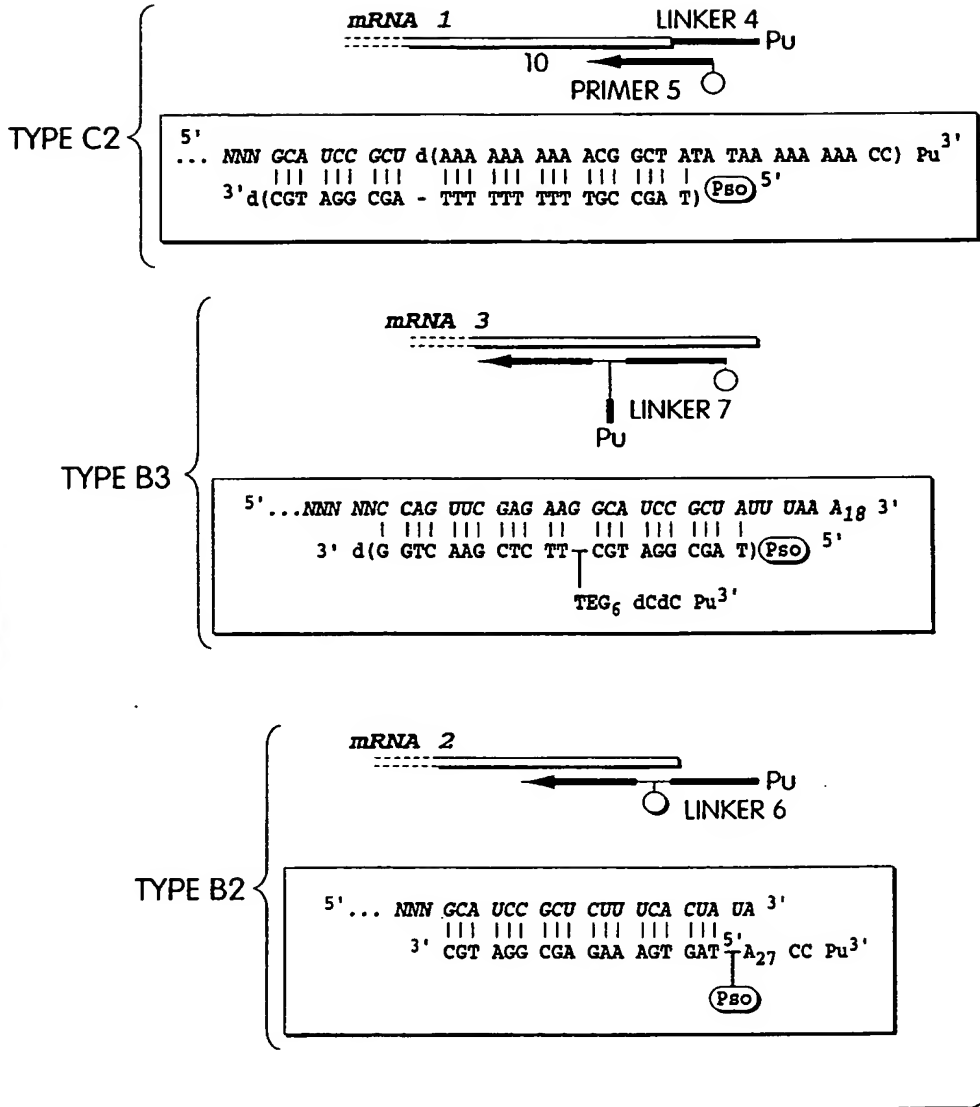 mRNA 1 LINKER 4
Pu
10
PRIMER 5
TYPE C2
5' ... NNN GCA UCC GCU d(AAA AAA AAA ACG GCT ATA TAA AAA AAA CC) Pu3'
3'd(CGT AGG CGA - TTT TTT TTT TGC CGA T) Pso 5'
mRNA 3
LINKER 7
Pu
TYPE B3
5'...NNN NNC CAG UUC GAG AAG GCA UCC GCU AUU UAA A18 3'
3' d(G GTC AAG CTC TT CGT AGG CGA T) Pso 5'
TEG6 dCdC Pu3'
mRNA 2
Pu
LINKER 6
TYPE B2
5'... NNN GCA UCC GCU CUU UCA CUA UA 3'
3' CGT AGG CGA GAA AGT GAT 5' A27 CC Pu3'
Pso